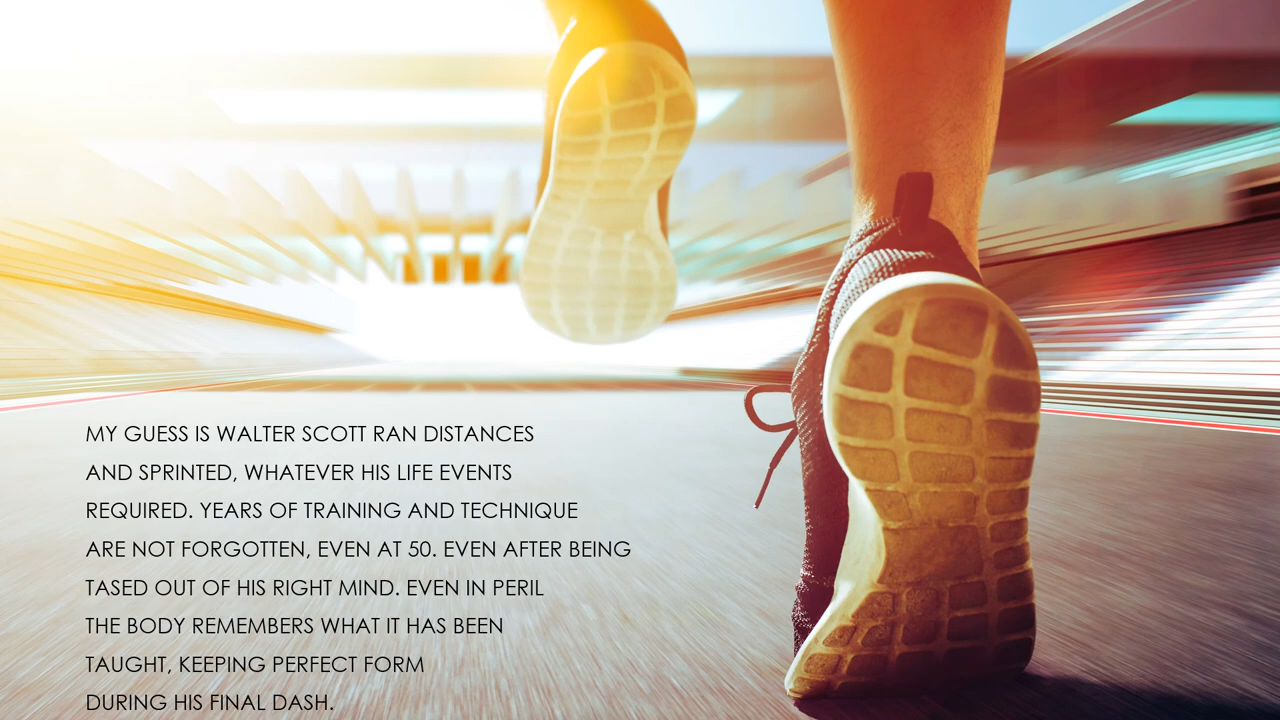 MY GUESS IS WALTER SCOTT RAN DISTANCES
AND SPRINTED, WHATEVER HIS LIFE EVENTS
REQUIRED. YEARS OF TRAINING AND TECHNIQUE
ARE NOT FORGOTTEN, EVEN AT 50. EVEN AFTER BEING
TASED OUT OF HIS RIGHT MIND. EVEN IN PERIL
THE BODY REMEMBERS WHAT IT HAS BEEN
TAUGHT, KEEPING PERFECT FORM
DURING HIS FINAL DASH.